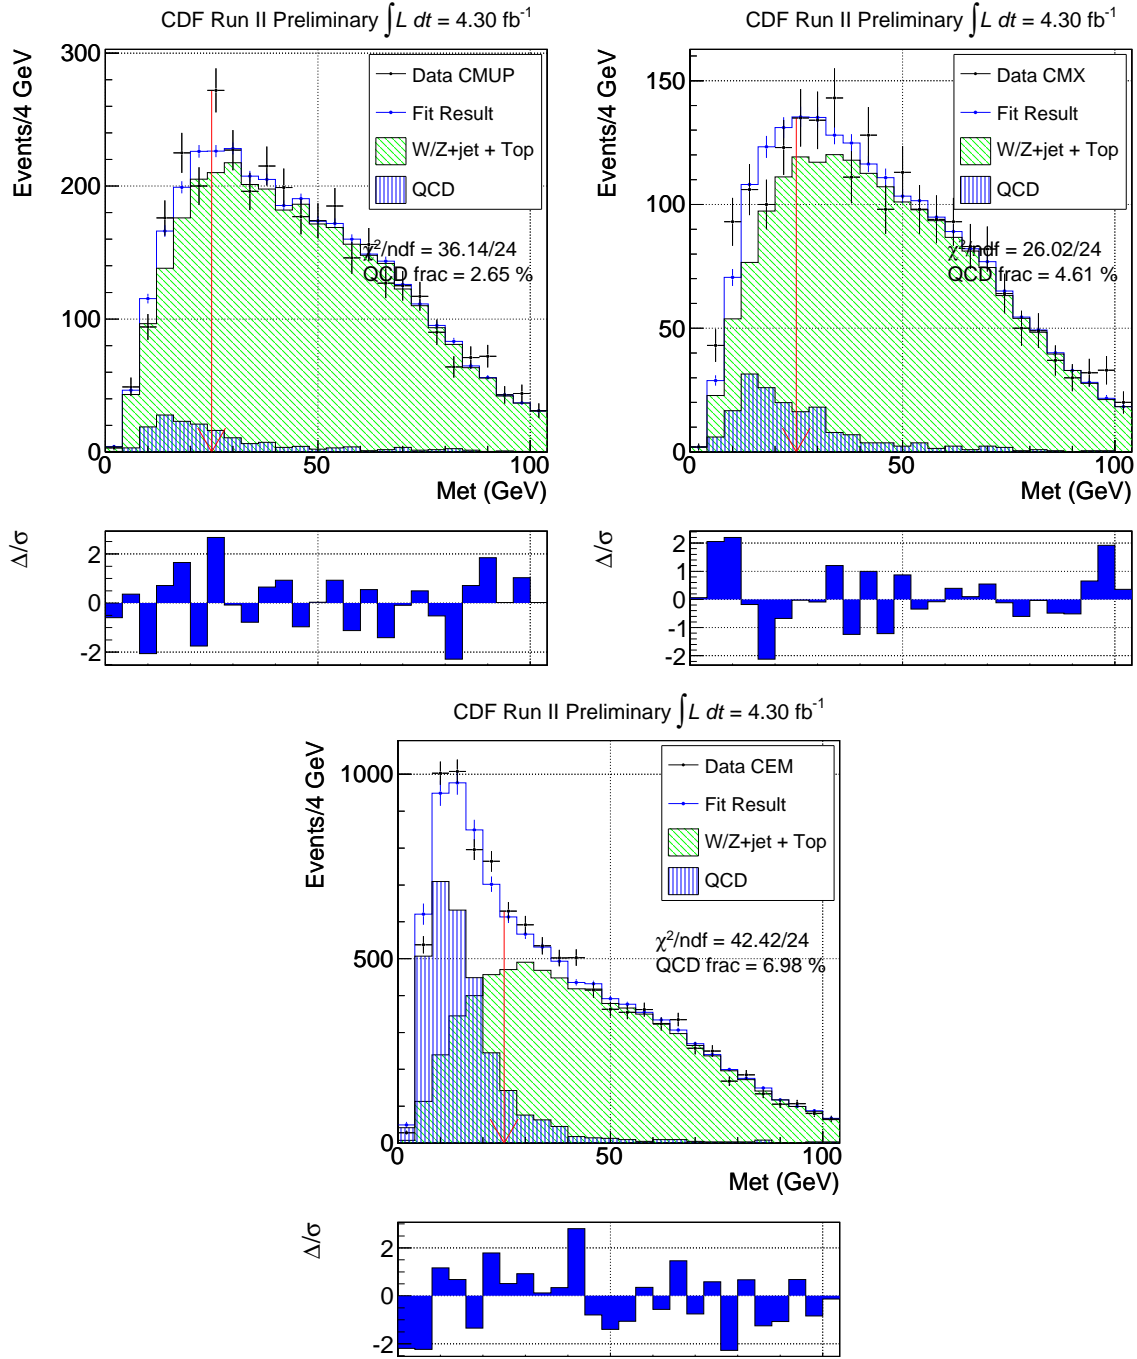 CDF Run II Preliminary ∫L dt = 4.30 fb⁻¹
Events/4 GeV
300
200
100
0
Data CMUP
Fit Result
W/Z+jet + Top
QCD
χ²/ndf = 36.14/24
QCD frac = 2.65 %
0 50 100
Met (GeV)
Δ/σ
2
0
-2
CDF Run II Preliminary ∫L dt = 4.30 fb⁻¹
Events/4 GeV
150
100
50
0
Data CMX
Fit Result
W/Z+jet + Top
QCD
χ²/ndf = 26.02/24
QCD frac = 4.61 %
0 50 100
Met (GeV)
Δ/σ
2
1
0
-1
-2
CDF Run II Preliminary ∫L dt = 4.30 fb⁻¹
Events/4 GeV
1000
500
0
Data CEM
Fit Result
W/Z+jet + Top
QCD
χ²/ndf = 42.42/24
QCD frac = 6.98 %
0 50 100
Met (GeV)
Δ/σ
2
0
-2